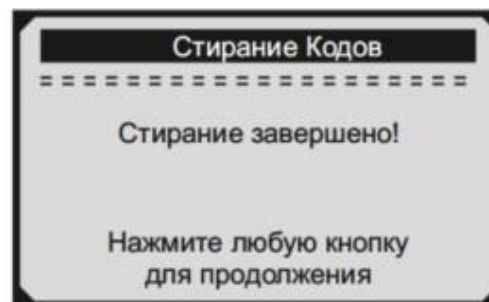 Стирание Кодов
= = = = = = = = = = = = = = = = = = = =
Стирание завершено!
Нажмите любую кнопку
для продолжения